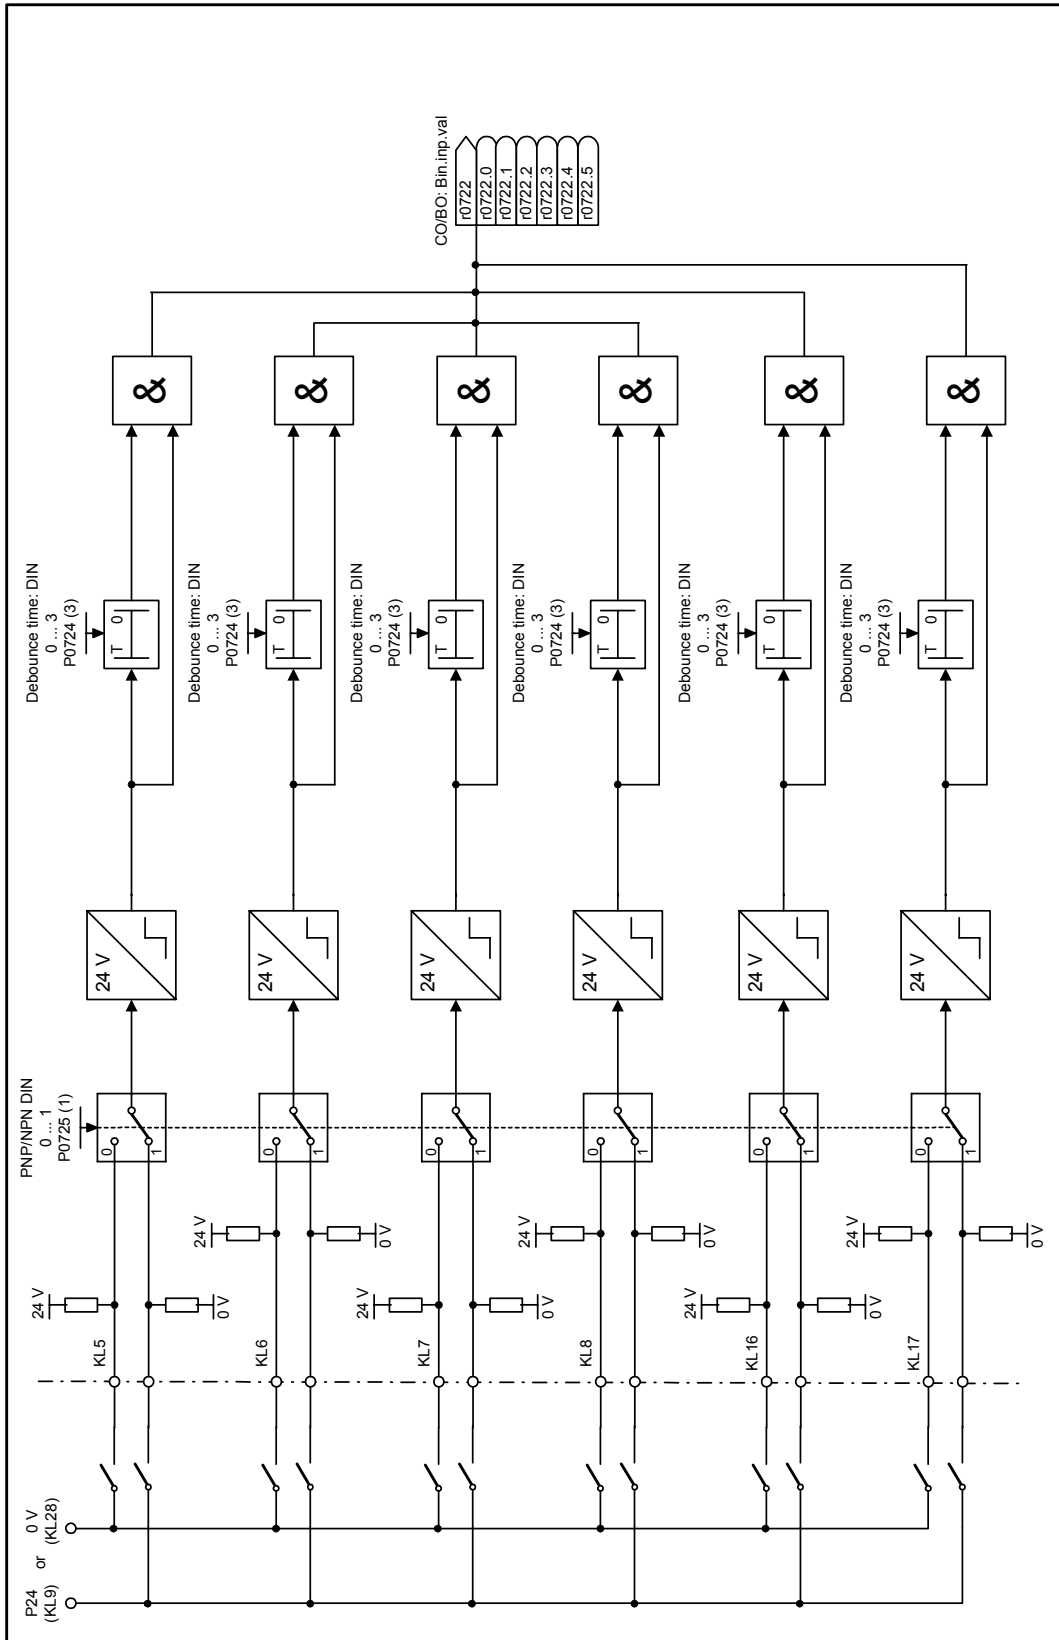 P24
(KL9)
or
0 V
(KL28)
KL5
24 V
0 V
PNP/NPN DIN
0 ... 1
P0725 (1)
0
1
24 V
Debounce time: DIN
0 ... 3
P0724 (3)
T 0
&
KL6
24 V
0 V
0
1
24 V
Debounce time: DIN
0 ... 3
P0724 (3)
T 0
&
KL7
24 V
0 V
0
1
24 V
Debounce time: DIN
0 ... 3
P0724 (3)
T 0
&
CO/BO: Bin.inp.val
r0722
r0722.0
r0722.1
r0722.2
r0722.3
r0722.4
r0722.5
KL8
24 V
0 V
0
1
24 V
Debounce time: DIN
0 ... 3
P0724 (3)
T 0
&
KL16
24 V
0 V
0
1
24 V
Debounce time: DIN
0 ... 3
P0724 (3)
T 0
&
KL17
24 V
0 V
0
1
24 V
Debounce time: DIN
0 ... 3
P0724 (3)
T 0
&